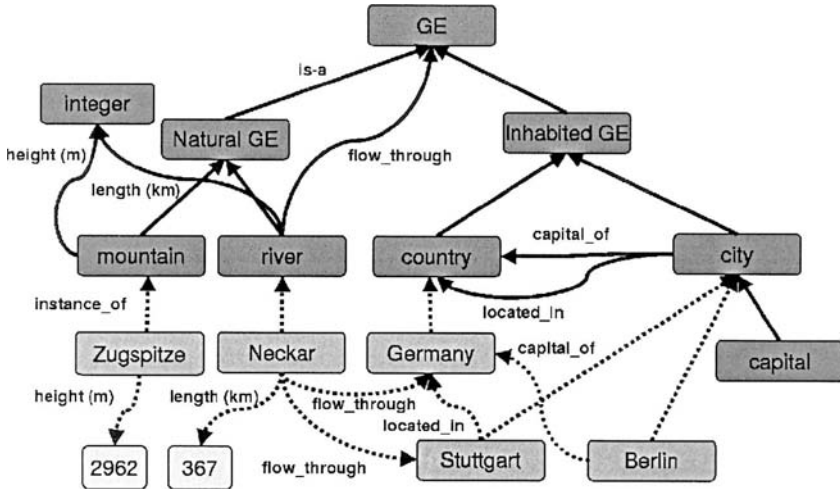 GE
is-a
integer
Natural GE
Inhabited GE
height (m)
flow_through
length (km)
capital_of
mountain
river
country
city
instance_of
located_in
Zugspitze
Neckar
Germany
capital_of
capital
height (m)
length (km)
flow_through
located_in
2962
367
flow_through
Stuttgart
Berlin